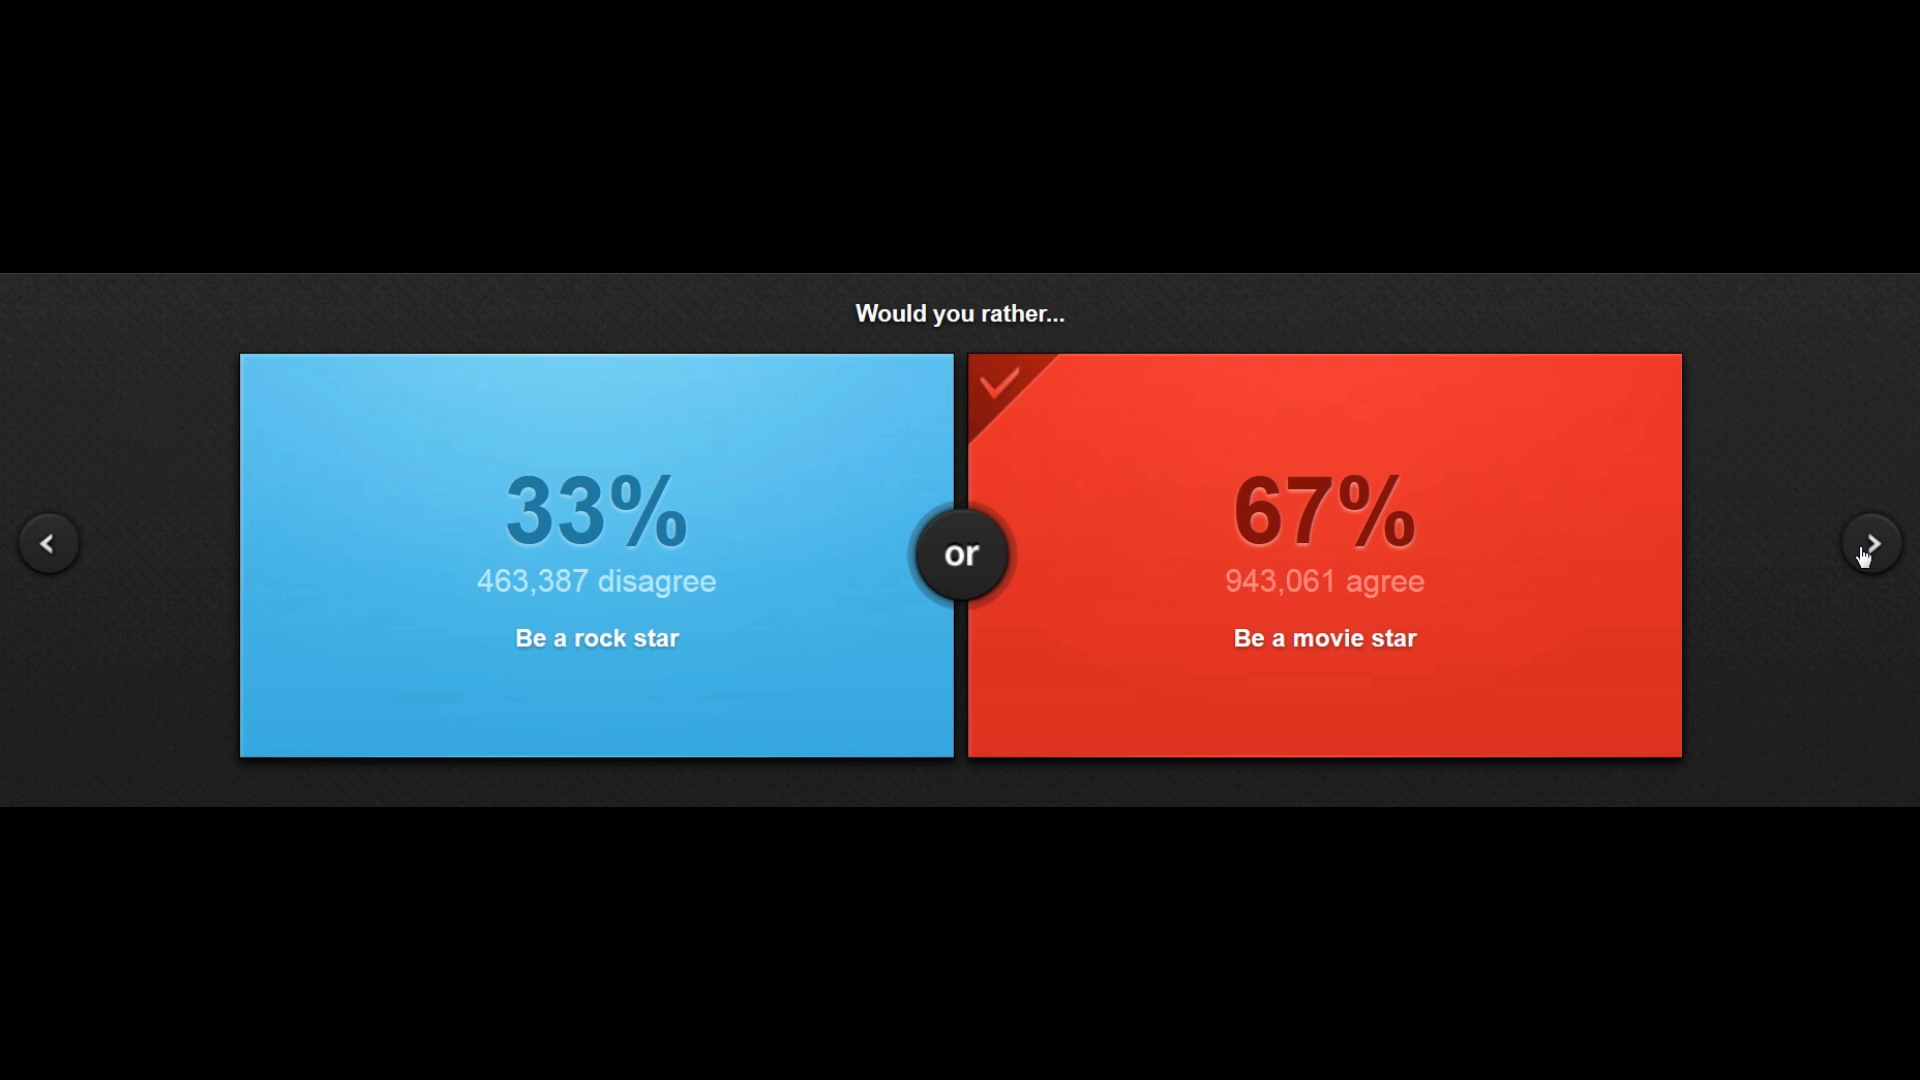 Would you rather...
33%
463,387 disagree
Be a rock star
or
67%
943,061 agree
Be a movie star